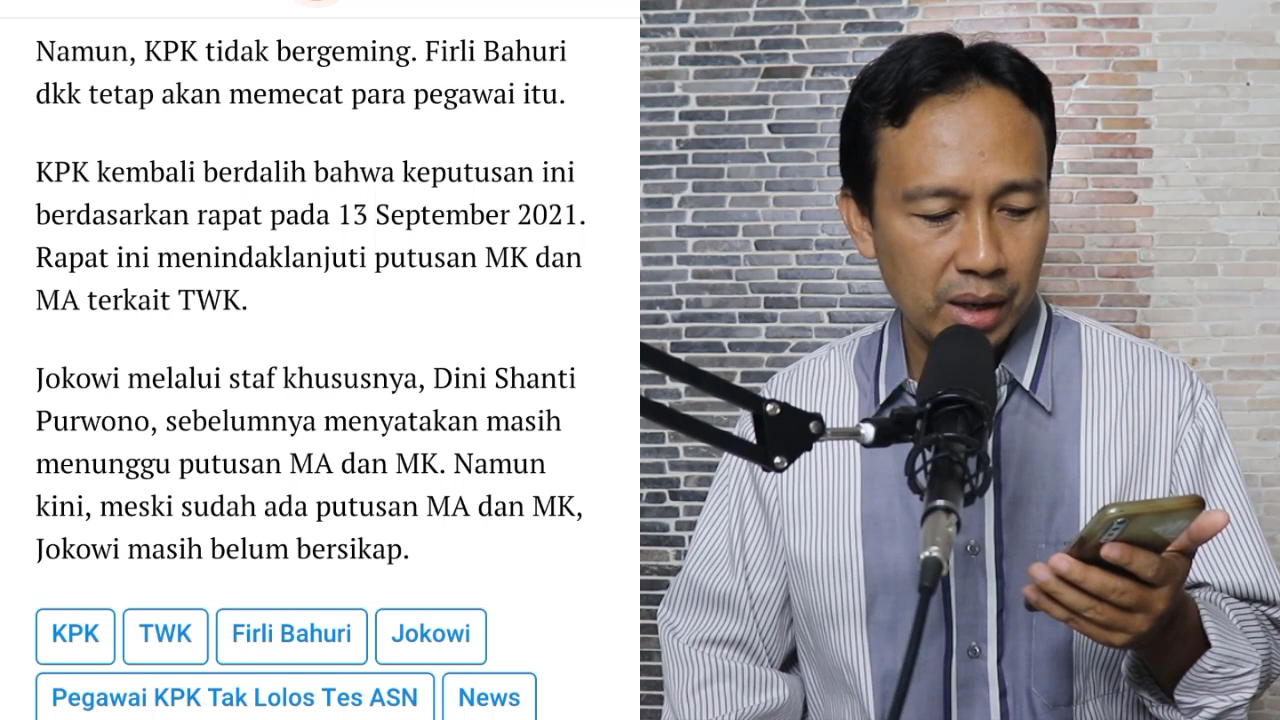 Namun, KPK tidak bergeming. Firli Bahuri
dkk tetap akan memecat para pegawai itu.
KPK kembali berdalih bahwa keputusan ini
berdasarkan rapat pada 13 September 2021.
Rapat ini menindaklanjuti putusan MK dan
MA terkait TWK.
Jokowi melalui staf khususnya, Dini Shanti
Purwono, sebelumnya menyatakan masih
menunggu putusan MA dan MK. Namun
kini, meski sudah ada putusan MA dan MK,
Jokowi masih belum bersikap.
KPK TWK Firli Bahuri Jokowi
Pegawai KPK Tak Lolos Tes ASN News